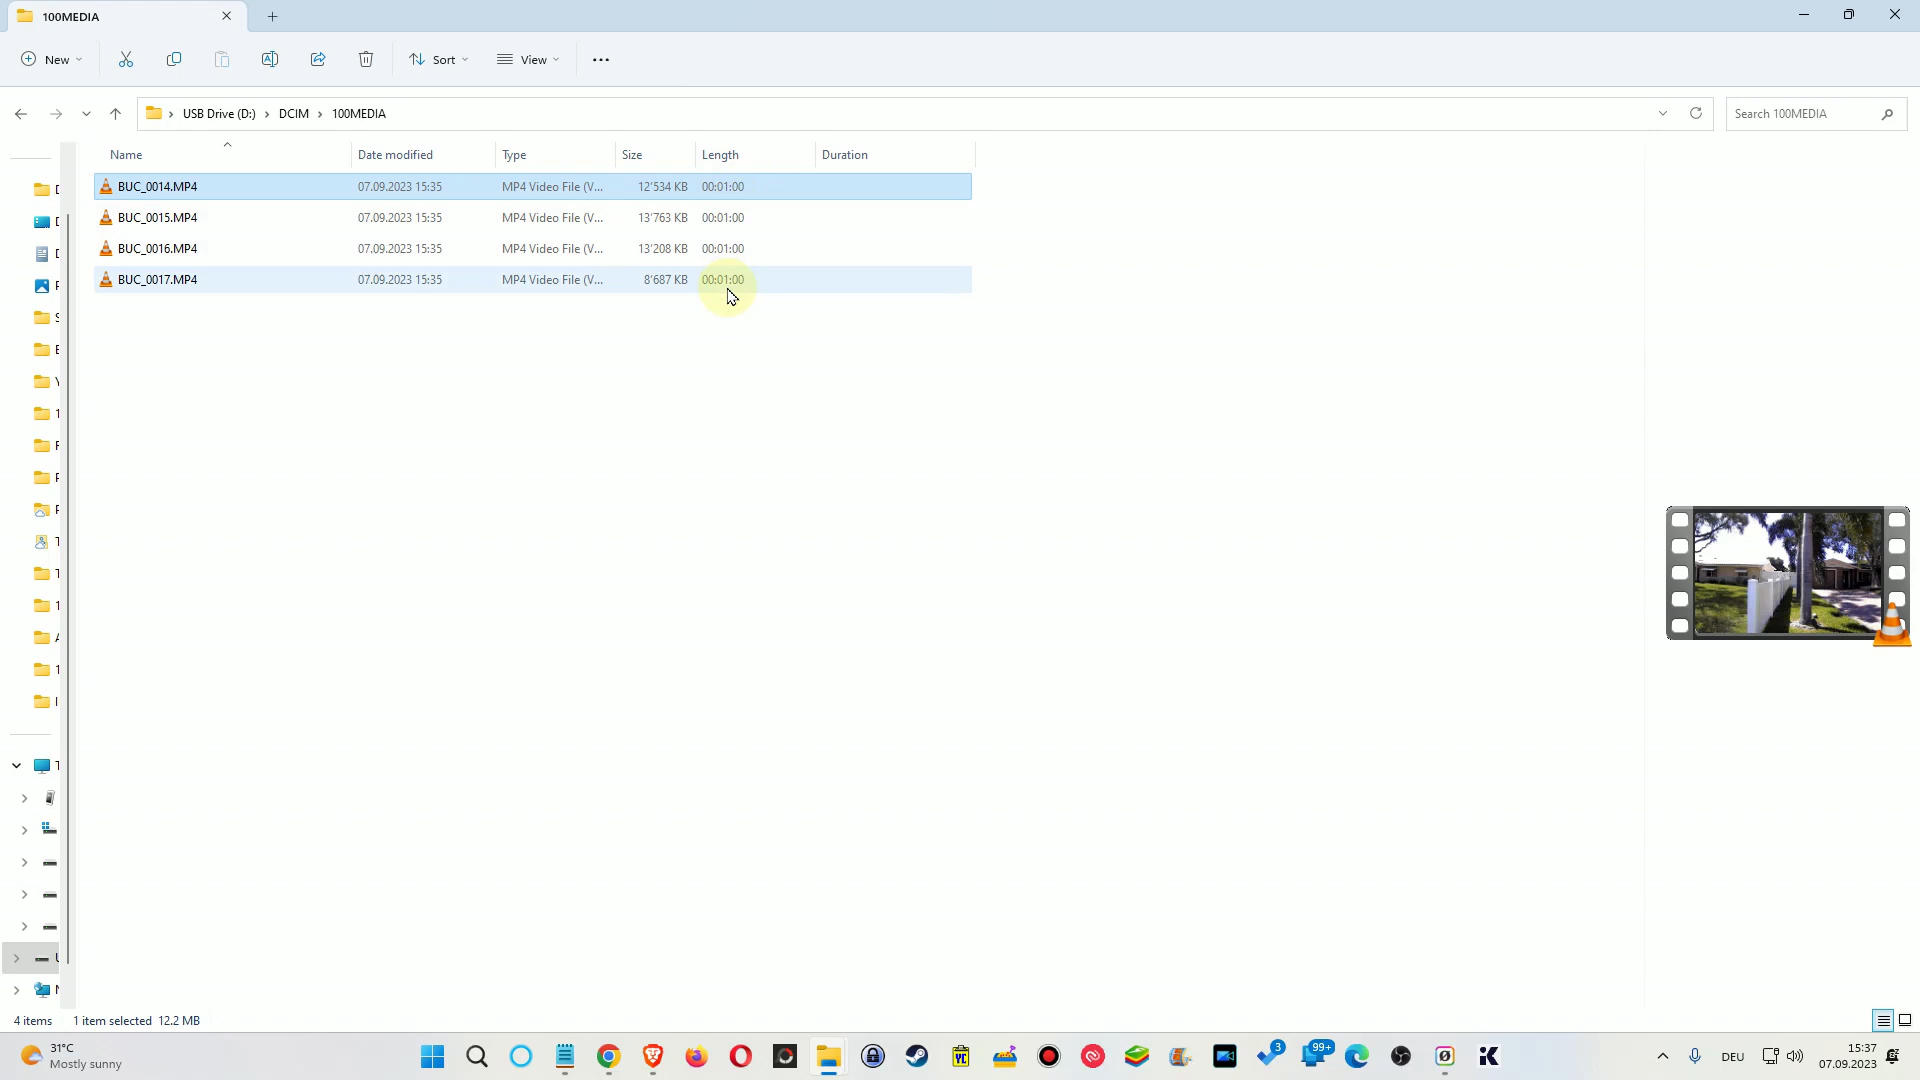 100MEDIA
New
Sort
View
USB Drive (D:) > DCIM > 100MEDIA
Search 100MEDIA
Name Date modified Type Size Length Duration
BUC_0014.MP4 07.09.2023 15:35 MP4 Video File (V... 12'534 KB 00:01:00
BUC_0015.MP4 07.09.2023 15:35 MP4 Video File (V... 13'763 KB 00:01:00
BUC_0016.MP4 07.09.2023 15:35 MP4 Video File (V... 13'208 KB 00:01:00
BUC_0017.MP4 07.09.2023 15:35 MP4 Video File (V... 8'687 KB 00:01:00
4 items 1 item selected 12.2 MB
31°C
Mostly sunny
YC
3
99+
DEU
15:37
07.09.2023